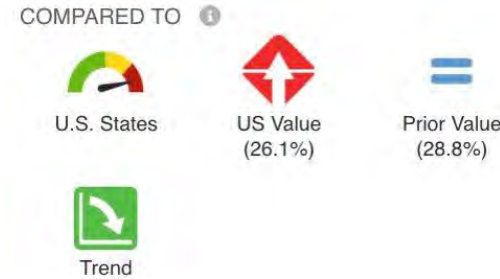 COMPARED TO
U.S. States
US Value
(26.1%)
Prior Value
(28.8%)
Trend